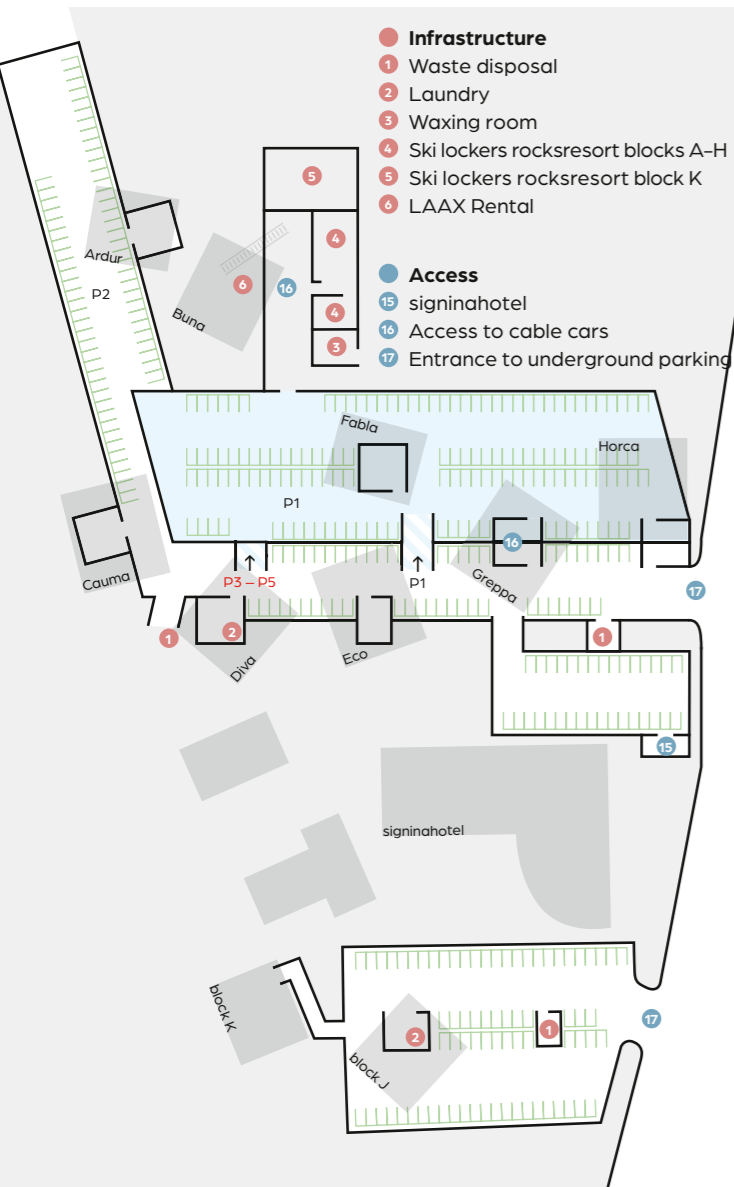 Infrastructure
1 Waste disposal
2 Laundry
3 Waxing room
4 Ski lockers rocksresort blocks A-H
5 Ski lockers rocksresort block K
6 LAAX Rental
Access
15 signinahotel
16 Access to cable cars
17 Entrance to underground parking
5
4
6
16
4
3
Ardur
P2
Buna
Fabla
Horca
P1
16
Cauma
P3 – P5
↑
P1
↑
Greppa
17
1
2
Diva
Eco
1
15
signinahotel
block K
2
block J
1
17